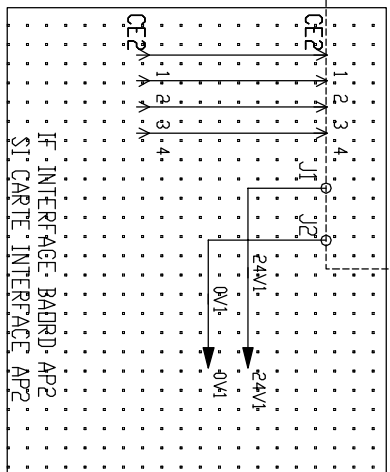 CE2 1 2 3 4 J1 J2
24V1 24V1
0V1 0V1
CE2 1 2 3 4
IF INTERFACE BAORD AP2
SI CARTE INTERFACE AP2